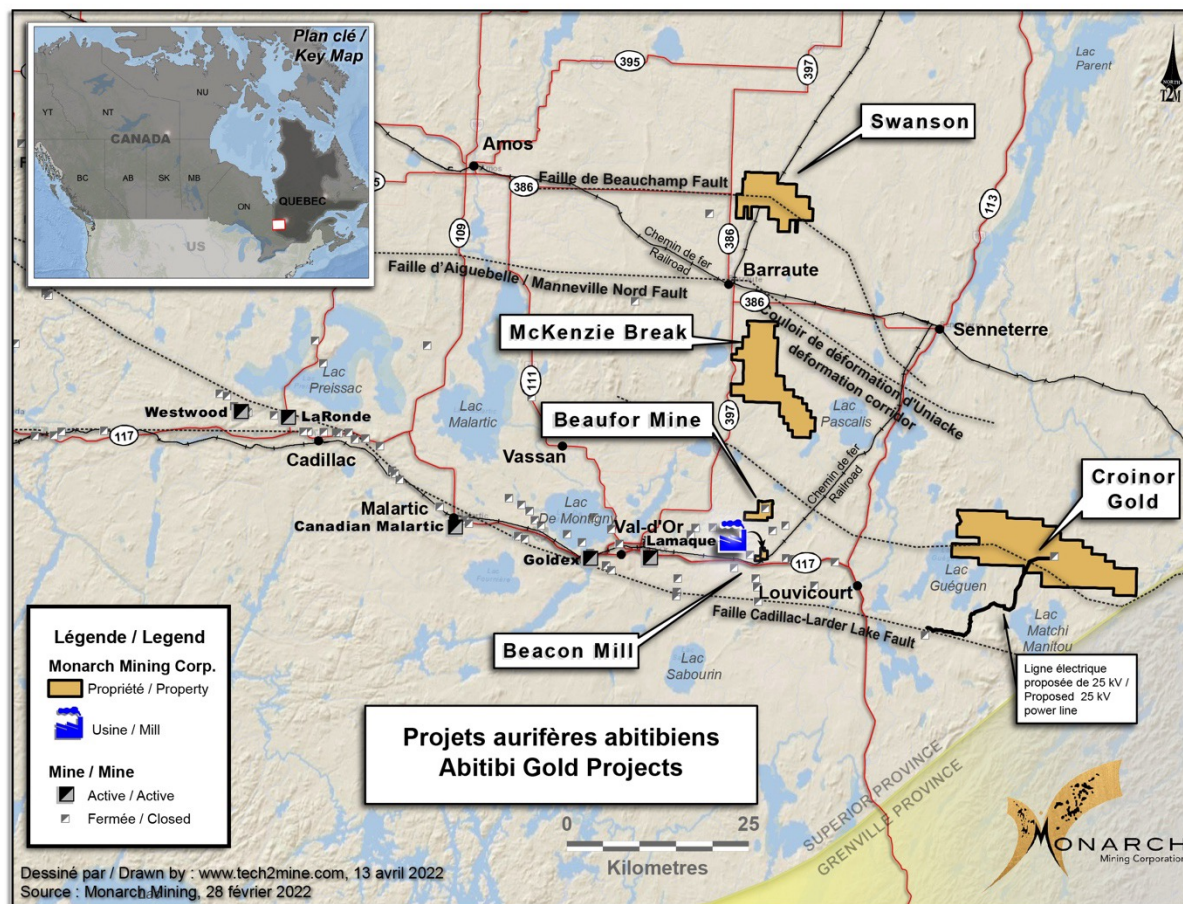 Plan clé /
Key Map
NU
YT
NT
CANADA
BC
AB
SK
MB
ON
QUEBEC
US
395
397
Lac
Parent
NORTH
T2M
Swanson
Amos
386
Faille de Beauchamp Fault
113
109
386
Chemin de fer
Railroad
Barraute
Faille d'Aiguebelle / Manneville Nord Fault
386
Senneterre
McKenzie Break
Couloir de déformation d'Uniacke
deformation corridor
Lac
Preissac
111
Westwood
LaRonde
Lac
Malartic
Beaufor Mine
397
Lac
Pascalis
117
Cadillac
Vassan
Chemin de fer
Railroad
Croinor
Gold
Malartic
Canadian Malartic
Lac
De Montigny
Val-d'Or
Lamaque
Goldex
117
Lac
Guéguen
Louvicourt
Faille Cadillac-Larder Lake Fault
Lac
Matchi
Manitou
Beacon Mill
Lac
Sabourin
Ligne électrique
proposée de 25 kV /
Proposed 25 kV
power line
Légende / Legend
Monarch Mining Corp.
Propriété / Property
Usine / Mill
Mine / Mine
Active / Active
Fermée / Closed
Projets aurifères abitibiens
Abitibi Gold Projects
0 25
Kilometres
SUPERIOR PROVINCE
GRENVILLE PROVINCE
MONARCH
Mining Corporation
Dessiné par / Drawn by : www.tech2mine.com, 13 avril 2022
Source : Monarch Mining, 28 février 2022